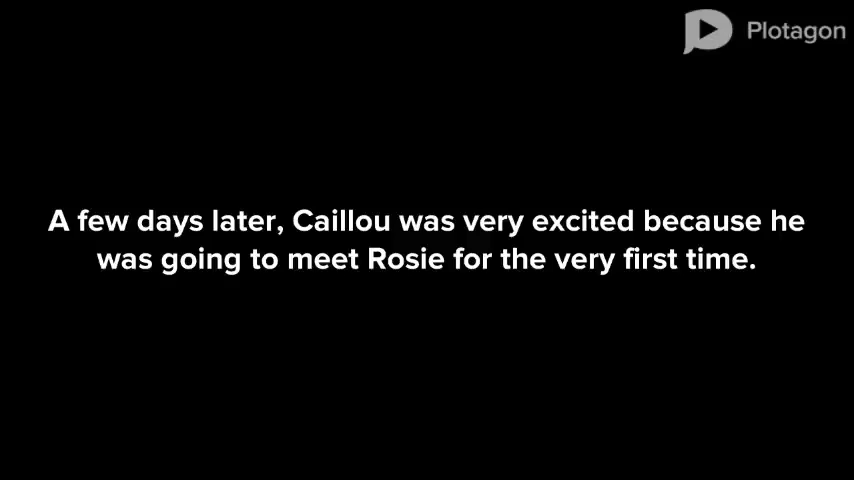 Plotagon
A few days later, Caillou was very excited because he
was going to meet Rosie for the very first time.